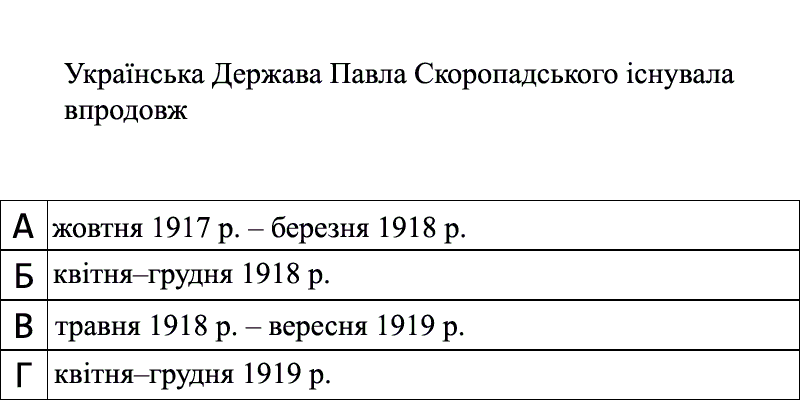 Українська Держава Павла Скоропадського існувала
впродовж
А жовтня 1917 р. – березня 1918 р.
Б квітня–грудня 1918 р.
В травня 1918 р. – вересня 1919 р.
Г квітня–грудня 1919 р.